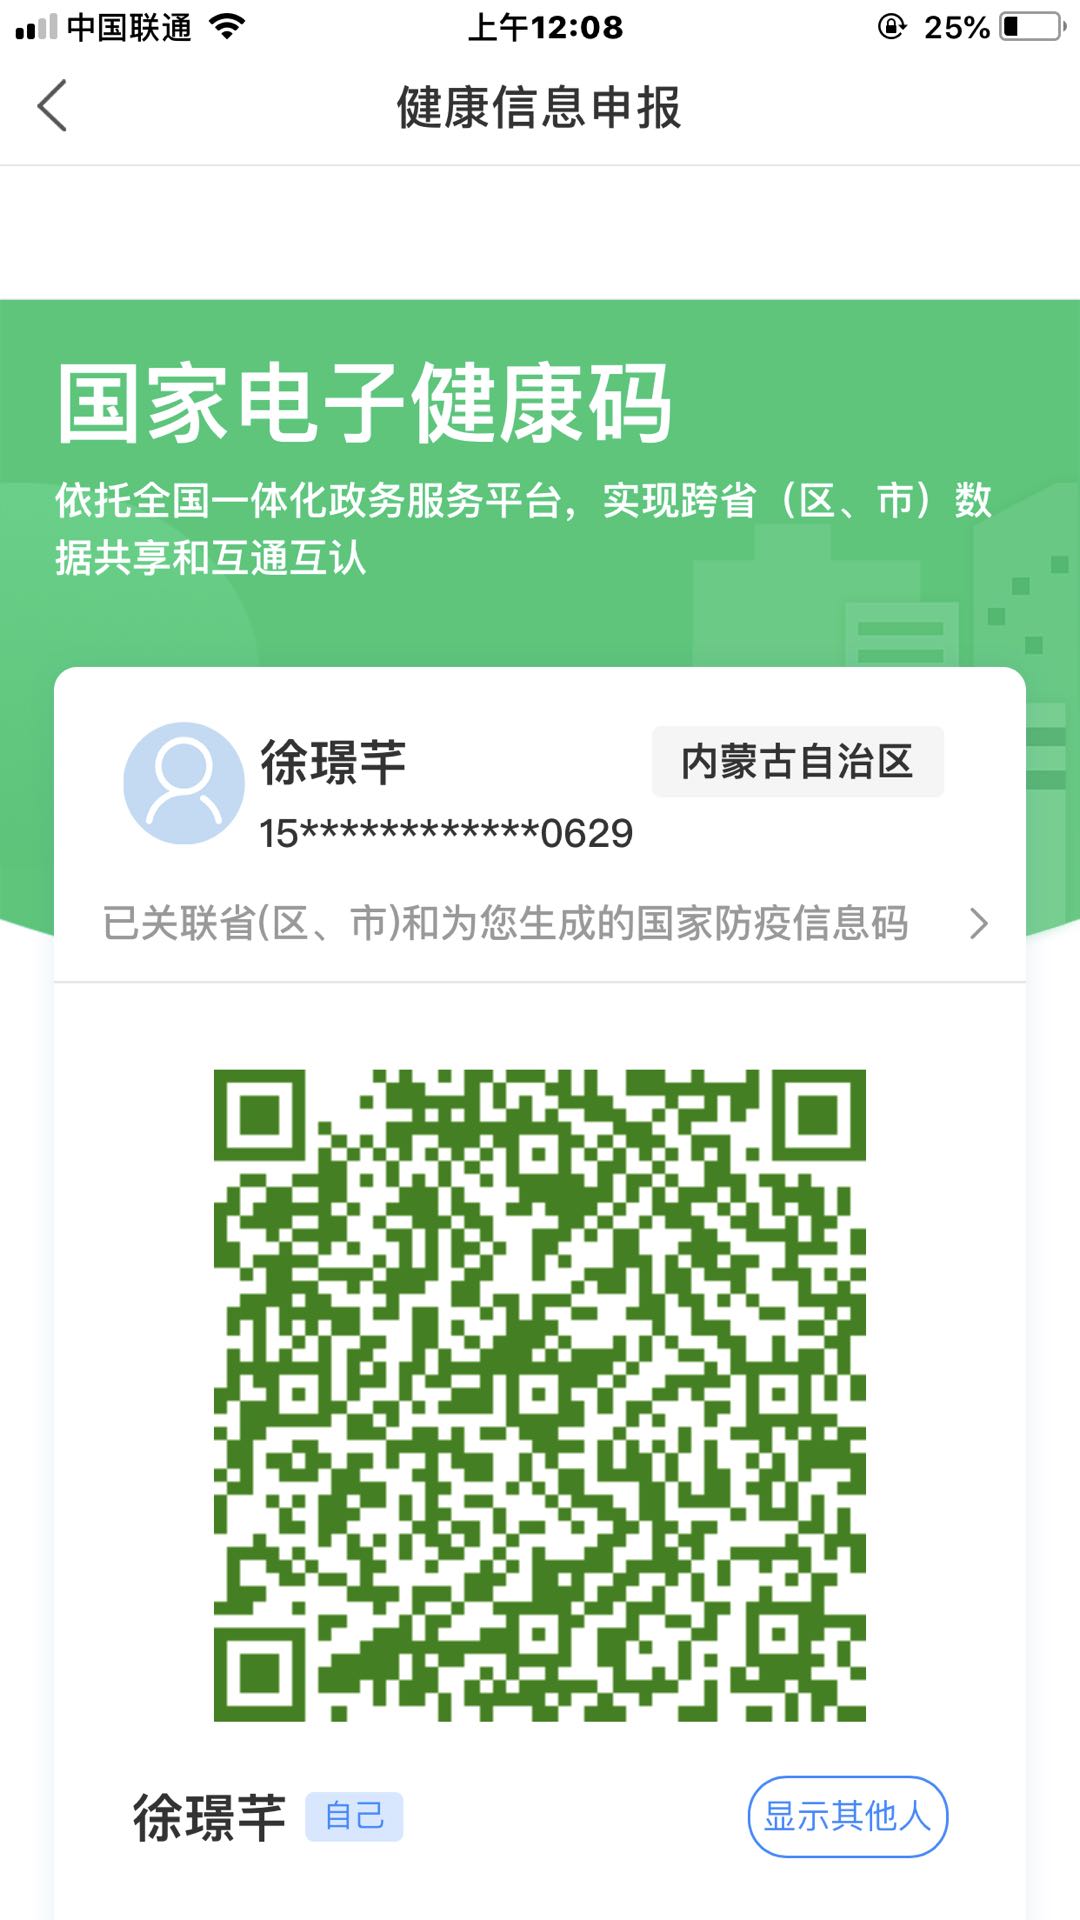 中国联通 上午12:08 25%
健康信息申报
国家电子健康码
依托全国一体化政务服务平台，实现跨省（区、市）数
据共享和互通互认
徐璟芊 内蒙古自治区
15************0629
已关联省(区、市)和为您生成的国家防疫信息码
徐璟芊 自己 显示其他人